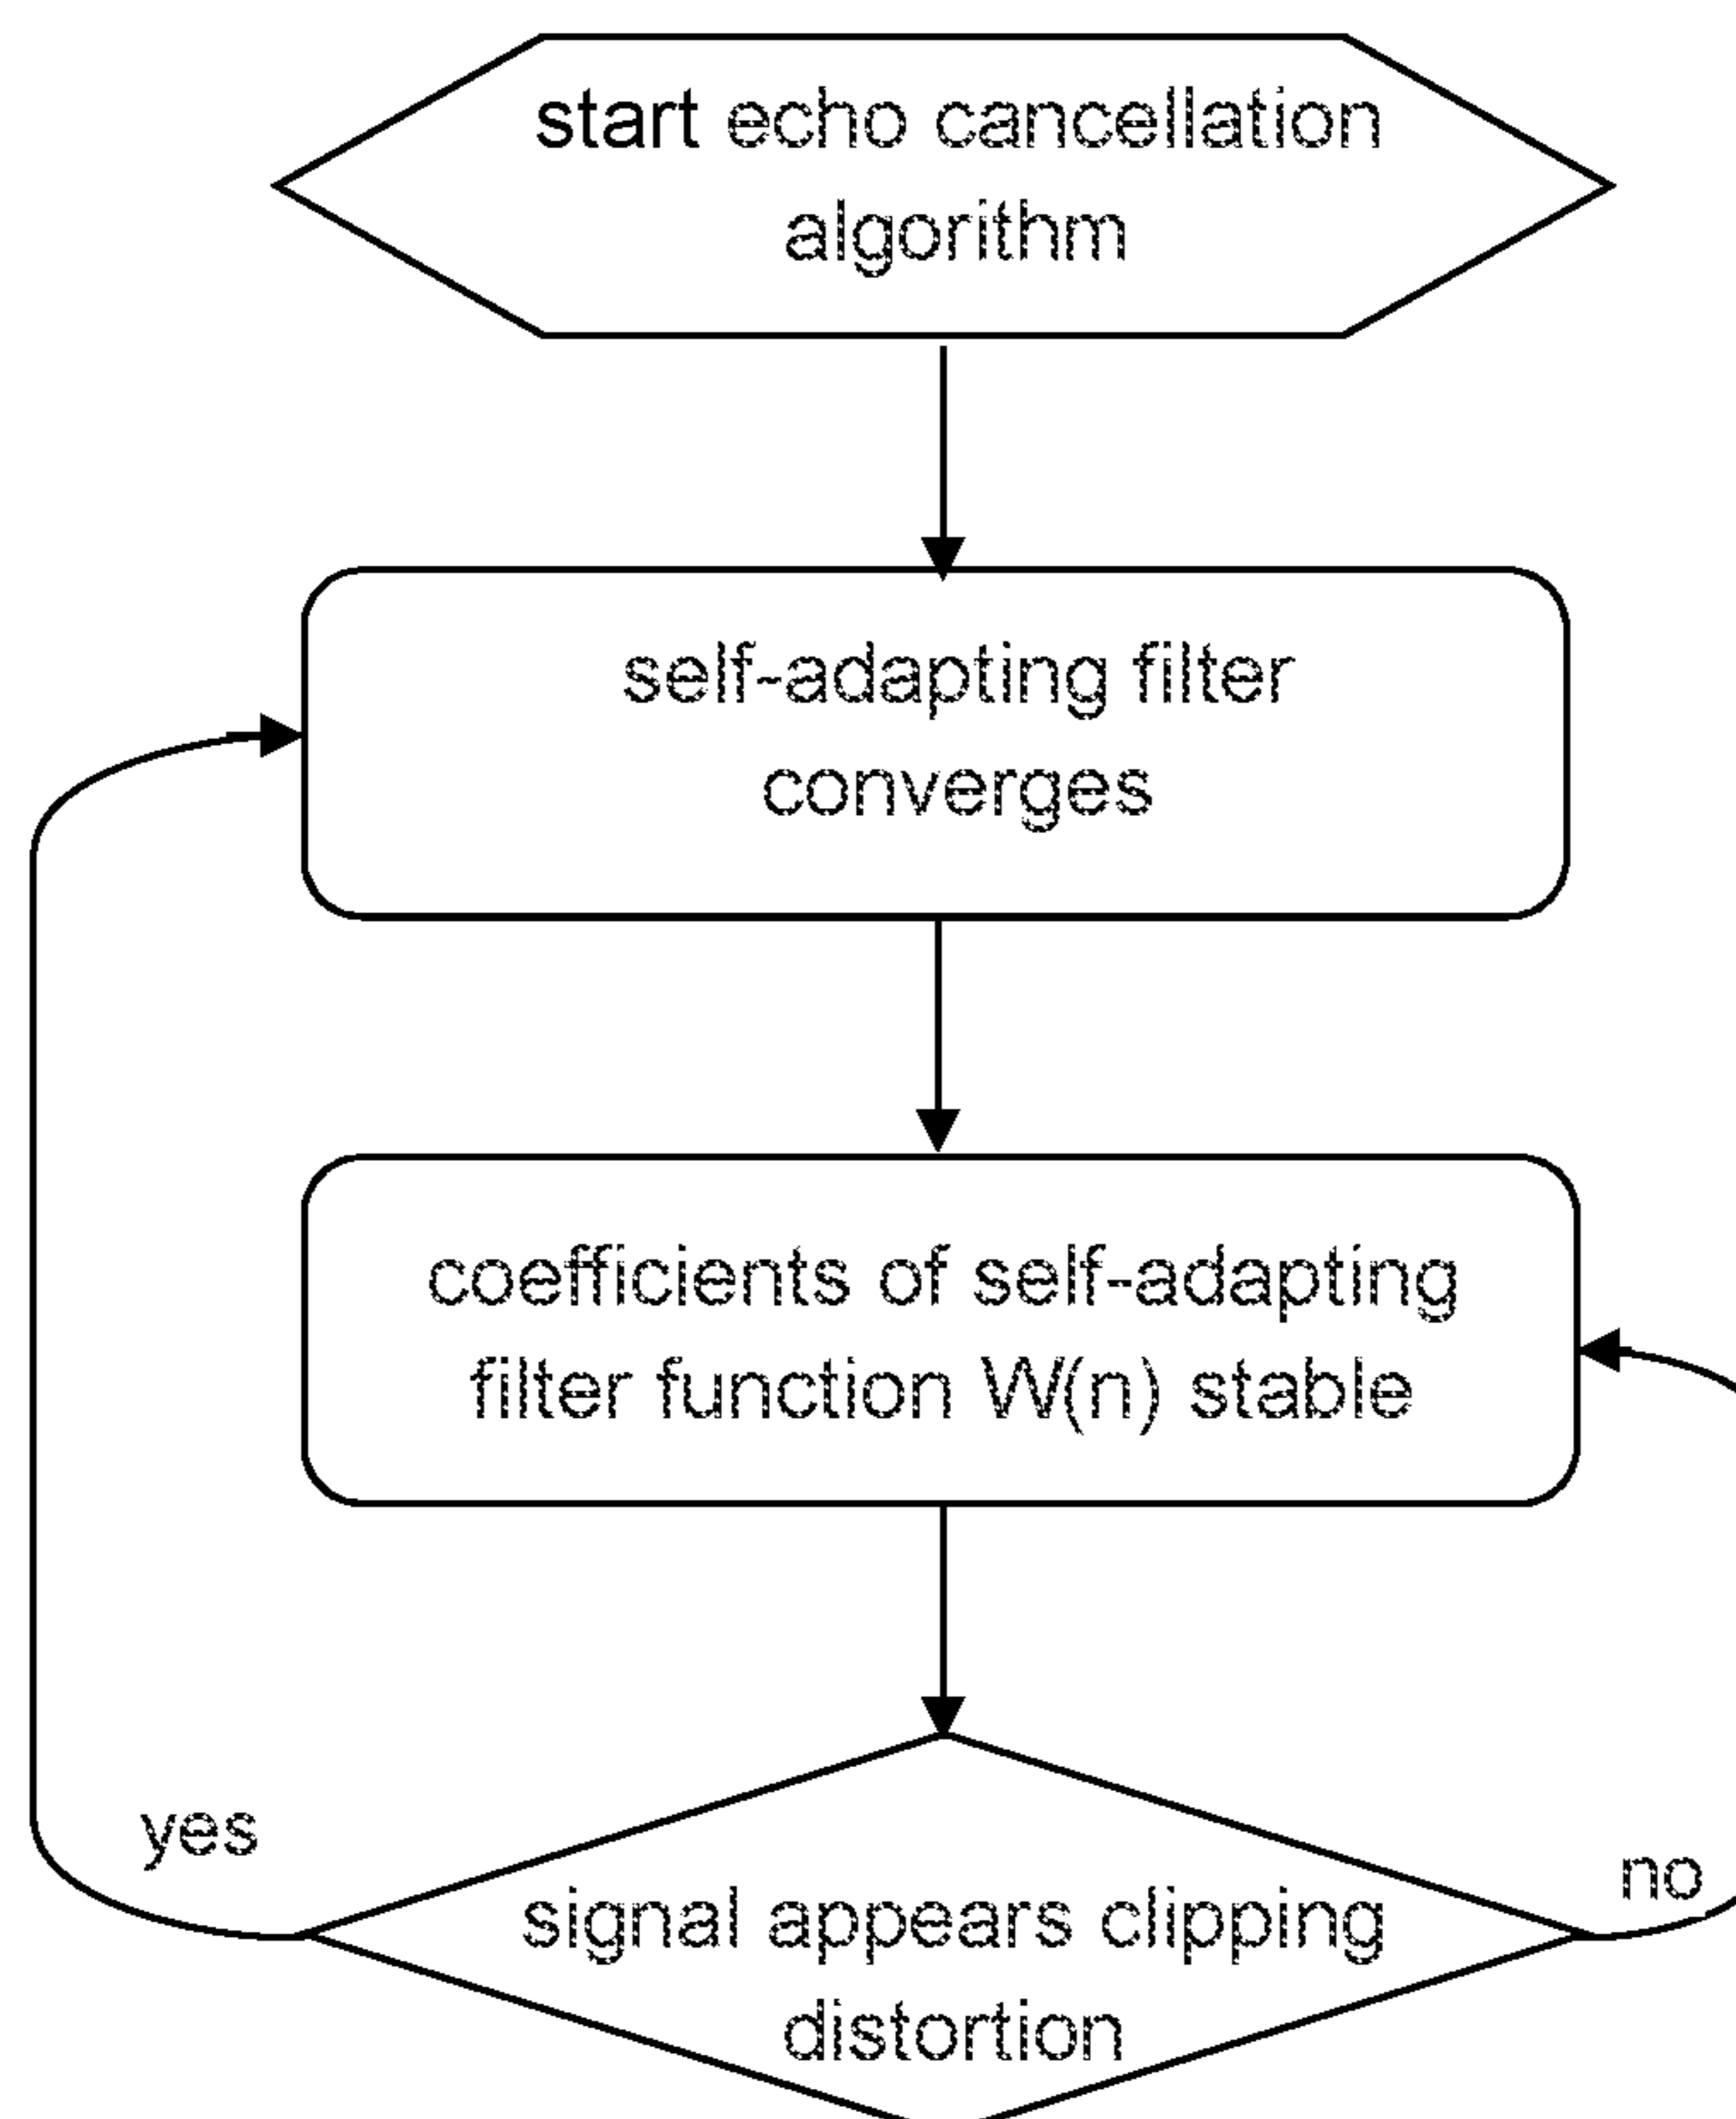 start echo cancellation
algorithm
self-adapting filter
converges
coefficients of self-adapting
filter function W(n) stable
yes
no
signal appears clipping
distortion